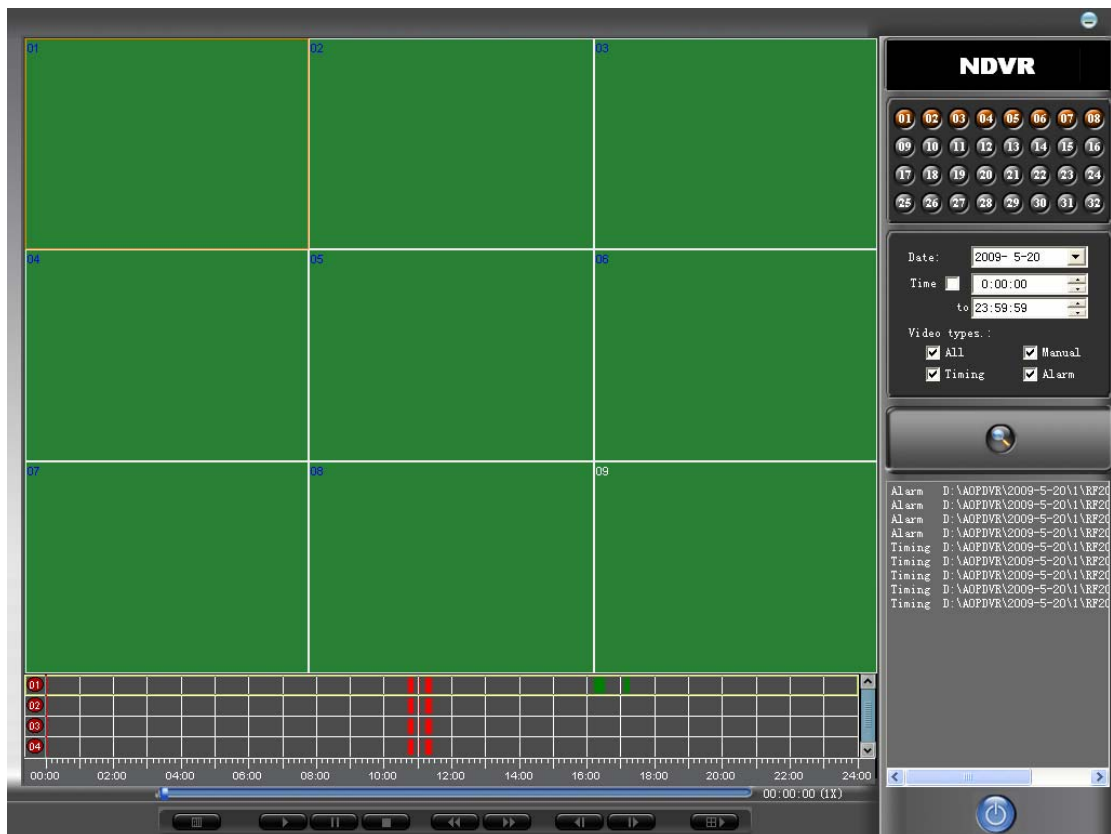 01 02 03
04 05 06
07 08 09
NDVR
01 02 03 04 05 06 07 08
09 10 11 12 13 14 15 16
17 18 19 20 21 22 23 24
25 26 27 28 29 30 31 32
Date: 2009- 5-20
Time 0:00:00
to 23:59:59
Video types.:
All Manual
Timing Alarm
Alarm D:\AOPDVR\2009-5-20\1\RF20
Alarm D:\AOPDVR\2009-5-20\1\RF20
Alarm D:\AOPDVR\2009-5-20\1\RF20
Alarm D:\AOPDVR\2009-5-20\1\RF20
Timing D:\AOPDVR\2009-5-20\1\RF20
Timing D:\AOPDVR\2009-5-20\1\RF20
Timing D:\AOPDVR\2009-5-20\1\RF20
Timing D:\AOPDVR\2009-5-20\1\RF20
Timing D:\AOPDVR\2009-5-20\1\RF20
01
02
03
04
00:00 02:00 04:00 06:00 08:00 10:00 12:00 14:00 16:00 18:00 20:00 22:00 24:00
00:00:00 (1X)